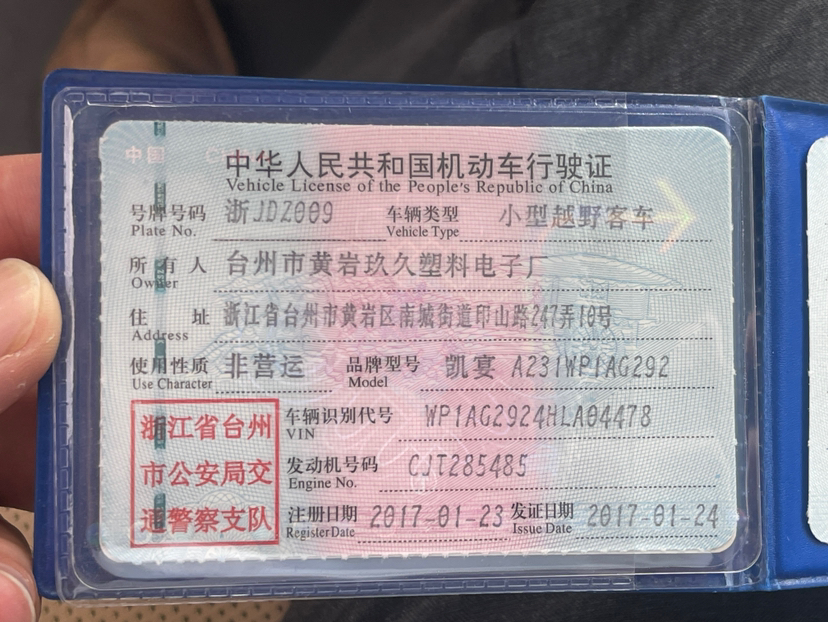 中国
中华人民共和国机动车行驶证
Vehicle License of the People's Republic of China
号牌号码 浙JDZ009 车辆类型 小型越野客车
Plate No. Vehicle Type
所有人 台州市黄岩玖久塑料电子厂
Owner
住址 浙江省台州市黄岩区南城街道印山路247弄10号
Address
使用性质 非营运 品牌型号 凯宴 A231WP1AG292
Use Character Model
浙江省台州
市公安局交
通警察支队
车辆识别代号 WP1AG2924HLA04478
VIN
发动机号码 CJT285485
Engine No.
注册日期 2017-01-23 发证日期 2017-01-24
Register Date Issue Date